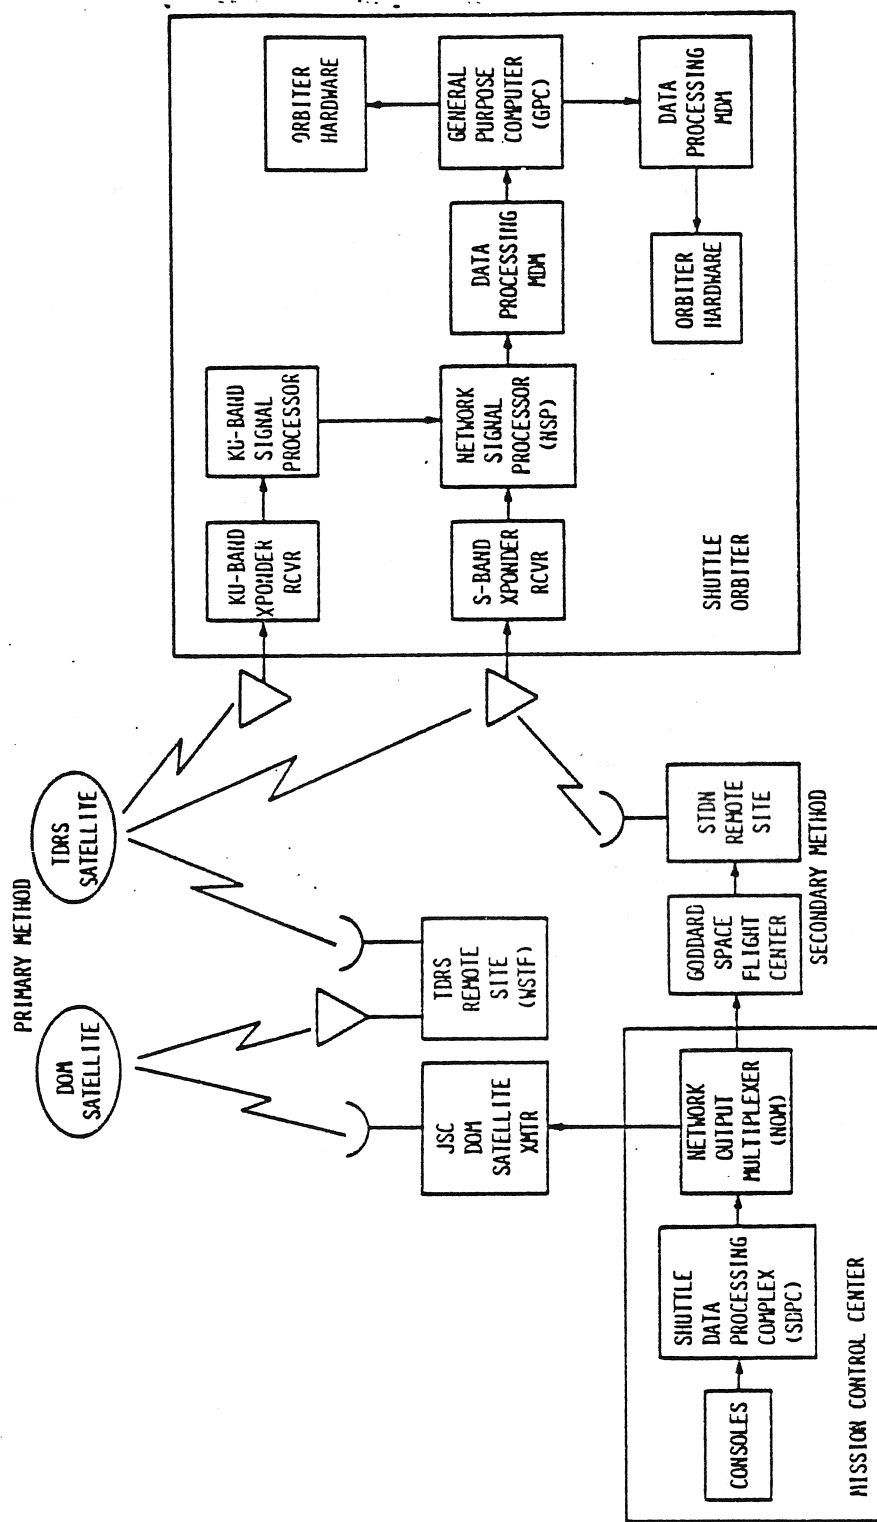 PRIMARY METHOD
DOM
SATELLITE
TDRS
SATELLITE
KU-BAND
XPONDER
RCVR
KU-BAND
SIGNAL
PROCESSOR
ORBITER
HARDWARE
JSC
DOM
SATELLITE
XMTR
TDRS
REMOTE
SITE
(WSTF)
S-BAND
XPONDER
RCVR
NETWORK
SIGNAL
PROCESSOR
(NSP)
DATA
PROCESSING
MDM
GENERAL
PURPOSE
COMPUTER
(GPC)
CONSOLES
SHUTTLE
DATA
PROCESSING
COMPLEX
(SDPC)
NETWORK
OUTPUT
MULTIPLEXER
(NOM)
GODDARD
SPACE
FLIGHT
CENTER
STDN
REMOTE
SITE
SECONDARY METHOD
SHUTTLE
ORBITER
ORBITER
HARDWARE
DATA
PROCESSING
MDM
MISSION CONTROL CENTER